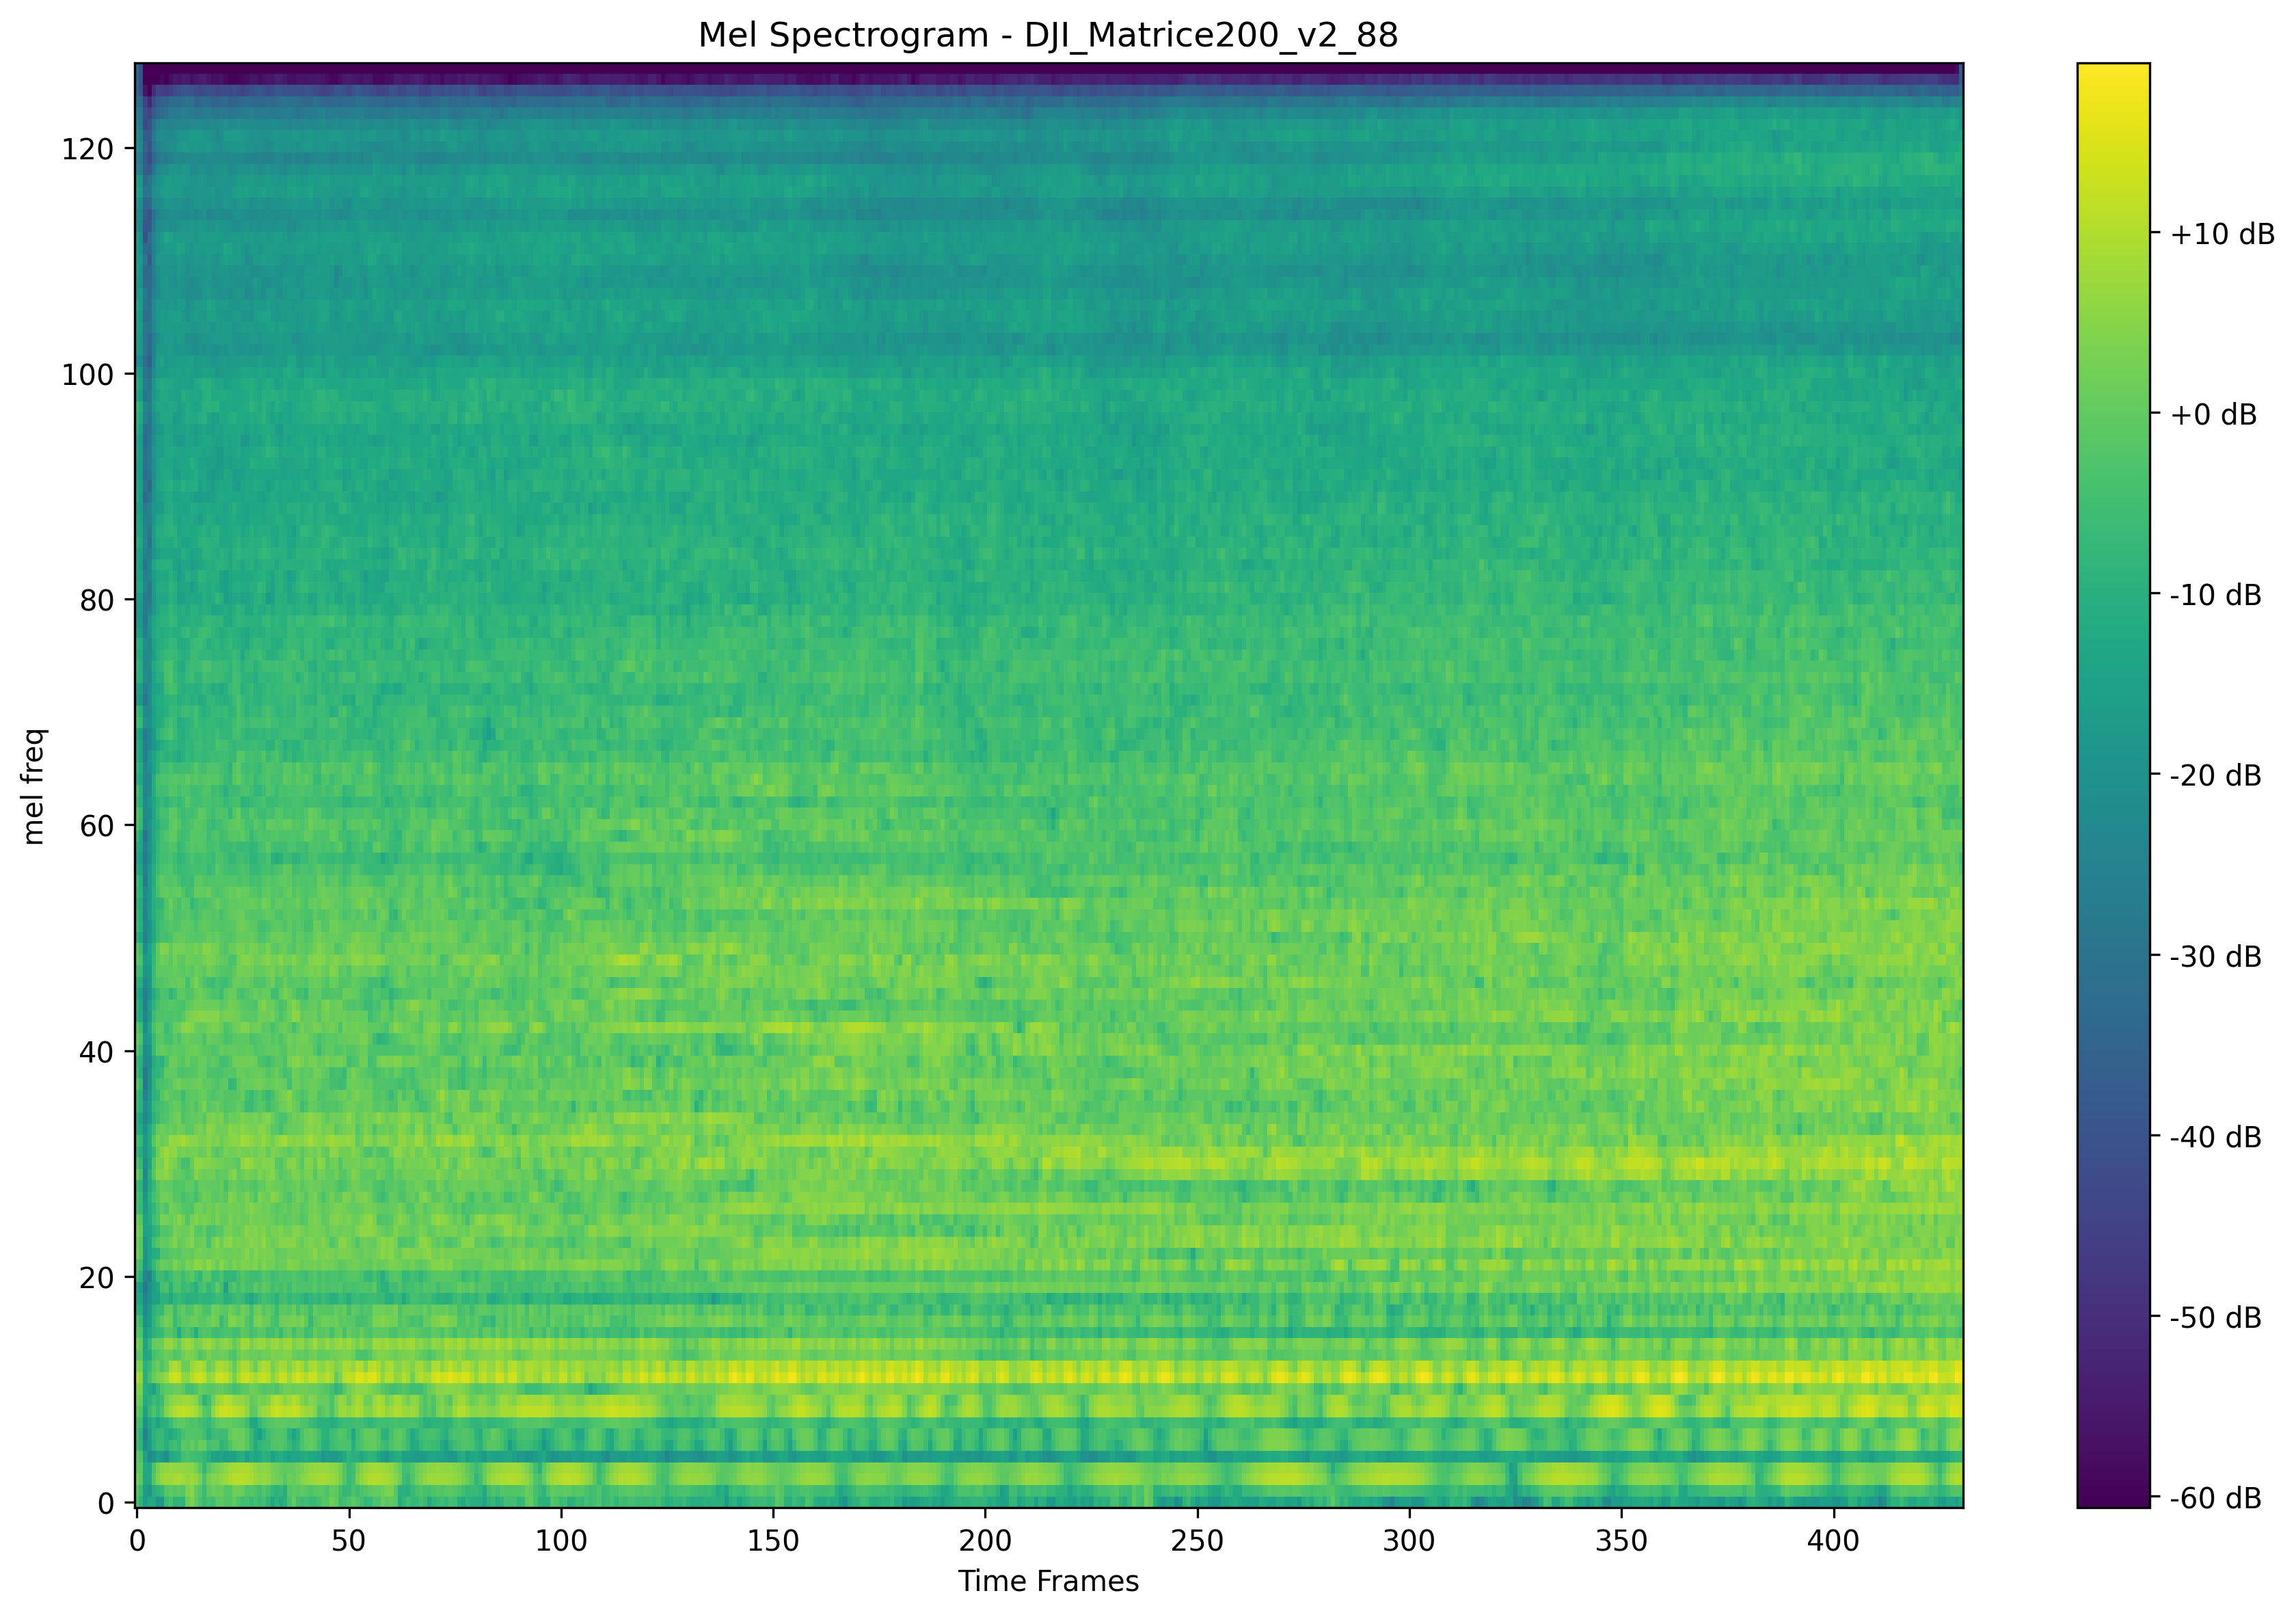 Mel Spectrogram - DJI_Matrice200_v2_88
mel freq
120
100
80
60
40
20
0
0 50 100 150 200 250 300 350 400
Time Frames
+10 dB
+0 dB
-10 dB
-20 dB
-30 dB
-40 dB
-50 dB
-60 dB